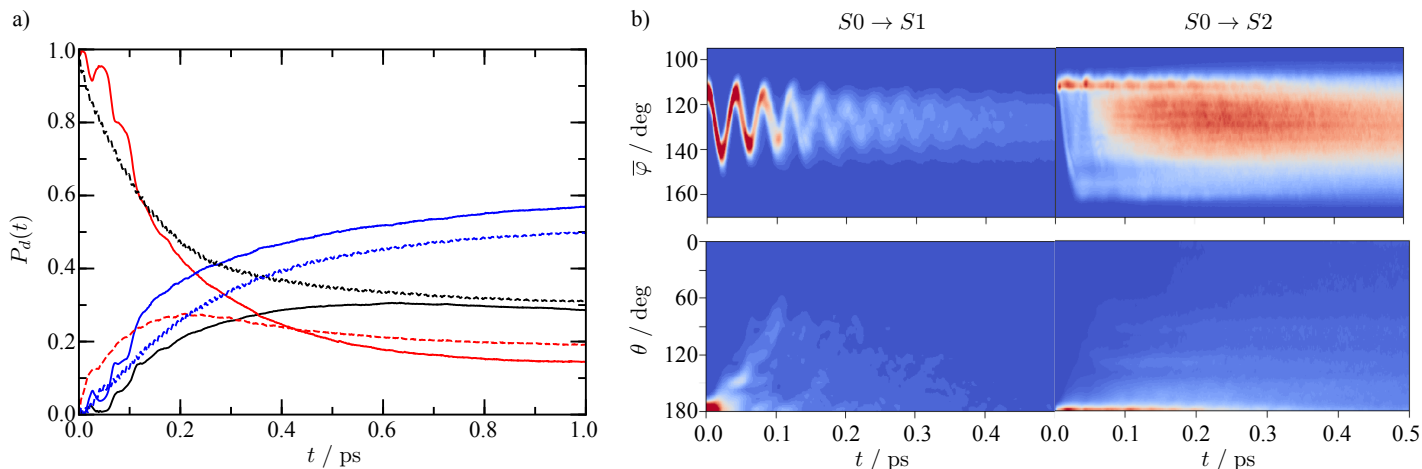 a)
1.0
0.8
0.6
0.4
0.2
0.0
P_d(t)
0.0 0.2 0.4 0.6 0.8 1.0
t / ps
b)
S0 → S1 S0 → S2
100
120
140
160
φ̅ / deg
0
60
120
180
θ / deg
0.0 0.1 0.2 0.3 0.4 0.0 0.1 0.2 0.3 0.4 0.5
t / ps t / ps